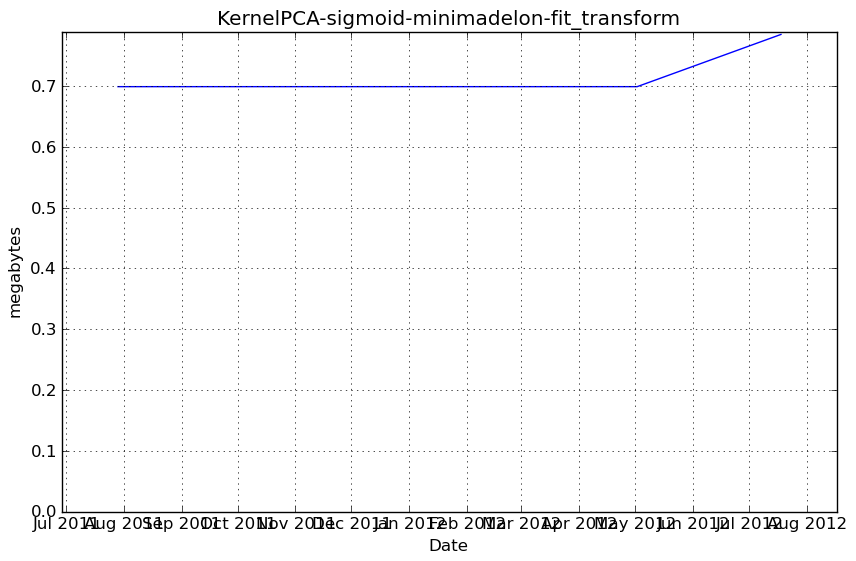 KernelPCA-sigmoid-minimadelon-fit_transform
megabytes
0.7
0.6
0.5
0.4
0.3
0.2
0.1
0.0
Jul 2011 Aug 2011 Sep 2011 Oct 2011 Nov 2011 Dec 2011 Jan 2012 Feb 2012 Mar 2012 Apr 2012 May 2012 Jun 2012 Jul 2012 Aug 2012
Date